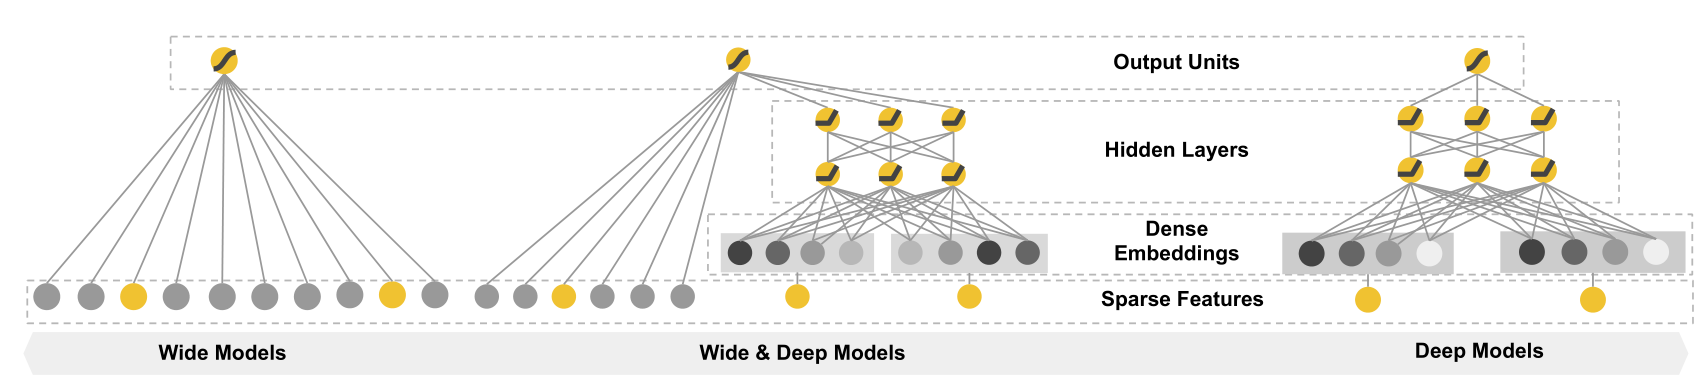 Output Units
Hidden Layers
Dense
Embeddings
Sparse Features
Wide Models
Wide & Deep Models
Deep Models